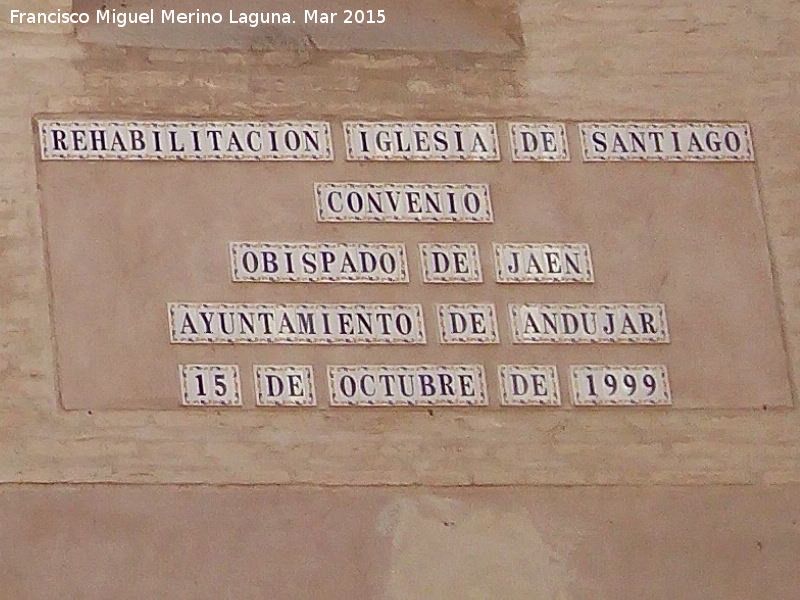 Francisco Miguel Merino Laguna. Mar 2015
REHABILITACION IGLESIA DE SANTIAGO
CONVENIO
OBISPADO DE JAEN
AYUNTAMIENTO DE ANDUJAR
15 DE OCTUBRE DE 1999